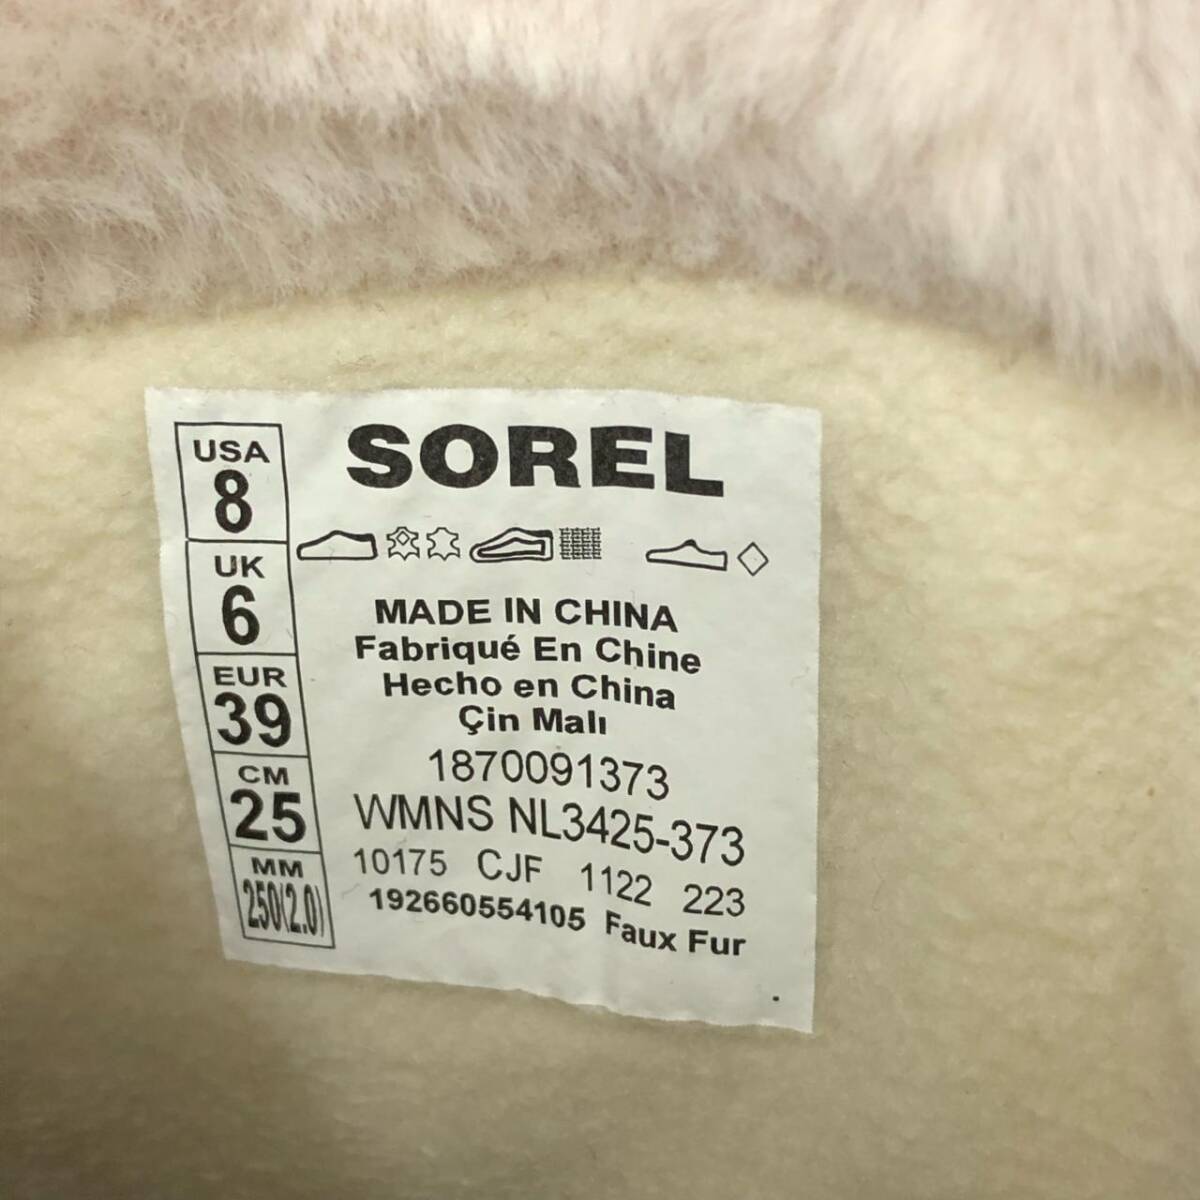 SOREL
USA
8
UK
6
EUR
39
CM
25
MM
250(2.0)
MADE IN CHINA
Fabriqué En Chine
Hecho en China
Çin Malı
1870091373
WMNS NL3425-373
10175 CJF 1122 223
192660554105 Faux Fur